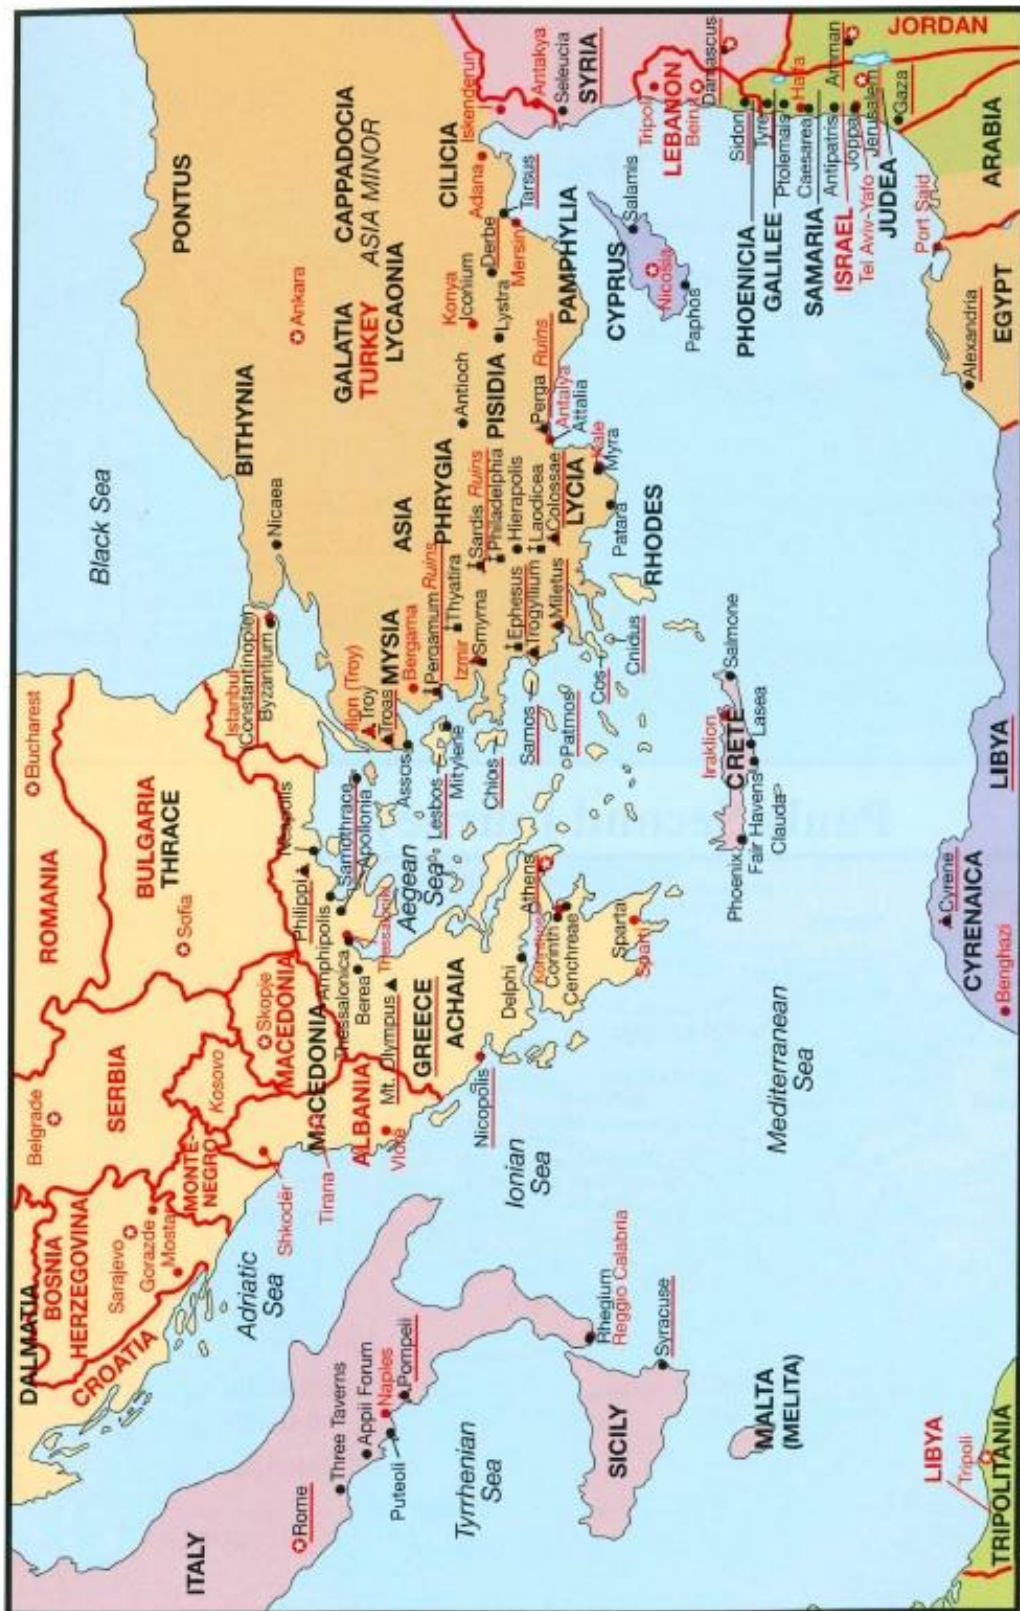 DALMATIA
BOSNIA
HERZEGOVINA
CROATIA
Sarajevo
Gorazde
Mostar
Belgrade
SERBIA
MONTE-
NEGRO
Kosovo
ROMANIA
Bucharest
BULGARIA
THRACE
Sofia
Skopje
MACEDONIA
MACEDONIA
ALBANIA
Shkodër
Tirana
Vlorë
Adriatic
Sea
ITALY
Rome
Three Taverns
Appii Forum
Naples
Pompeii
Puteoli
Tyrrhenian
Sea
SICILY
Rhegium
Reggio Calabria
Syracuse
MALTA
(MELITA)
LIBYA
Tripoli
TRIPOLITANIA
Ionian
Sea
Mediterranean
Sea
Neapolis
Philippi
Amphipolis
Samothrace
Apollonia
Thessalonica
Thessaloniki
Berea
Mt. Olympus
GREECE
ACHAIA
Nicopolis
Delphi
Athens
Corinth
Cenchreae
Sparta
Sparti
Aegean
Sea
Black Sea
Istanbul
(Constantinople)
Byzantium
Nicaea
BITHYNIA
PONTUS
Ankara
GALATIA
TURKEY
LYCAONIA
CAPPADOCIA
ASIA MINOR
CILICIA
Ilion (Troy)
Troy
Troas
MYSIA
ASIA
PHRYGIA
PISIDIA
Assos
Lesbos
Mitylene
Chios
Bergama
Pergamum Ruins
Thyatira
Izmir
Smyrna
Sardis Ruins
Philadelphia
Hierapolis
Laodicea
Colossae
Ephesus
Trogyllium
Miletus
Samos
Patmos
Cos
Cnidus
RHODES
LYCIA
Patara
Kale
Myra
Antioch
Konya
Iconium
Lystra
Derbe
Perga Ruins
Antalya
Attalia
PAMPHYLIA
Adana
Mersin
Tarsus
Iskenderun
Antakya
Seleucia
SYRIA
CYPRUS
Nicosia
Salamis
Paphos
Tripoli
LEBANON
Beirut
Damascus
Sidon
Tyre
Ptolemais
Haifa
Caesarea
Antipatris
Joppa
Amman
Jerusalem
Gaza
JORDAN
PHOENICIA
GALILEE
SAMARIA
ISRAEL
Tel Aviv-Yafo
JUDEA
ARABIA
Port Said
EGYPT
Alexandria
Iraklion
CRETE
Salmone
Lasea
Fair Havens
Phoenix
Clauda
LIBYA
Cyrene
CYRENAICA
Benghazi